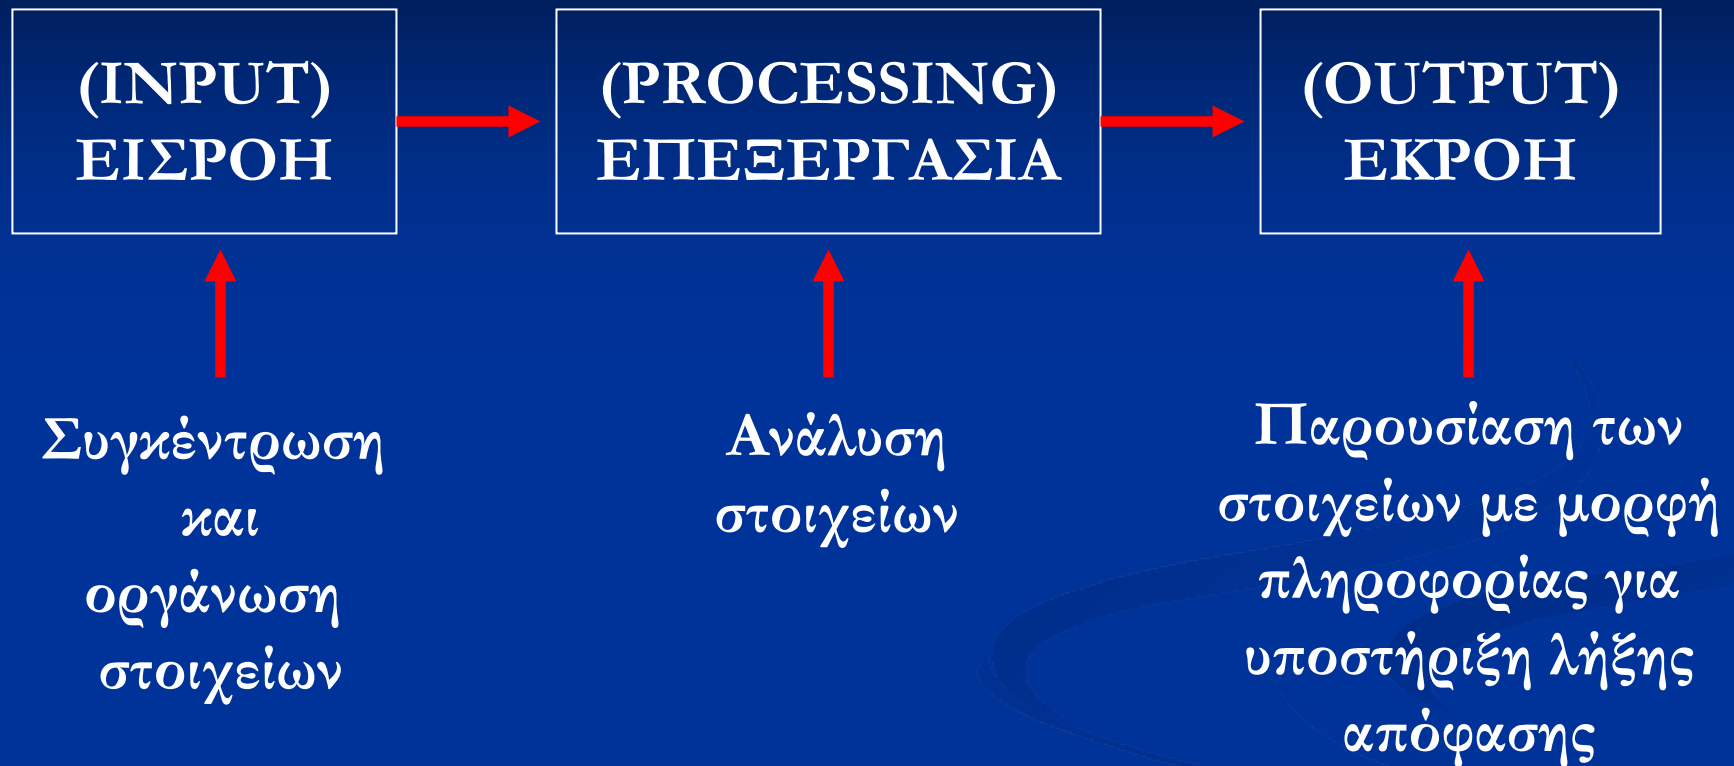 (INPUT)
ΕΙΣΡΟΗ
(PROCESSING)
ΕΠΕΞΕΡΓΑΣΙΑ
(OUTPUT)
ΕΚΡΟΗ
Συγκέντρωση
και
οργάνωση
στοιχείων
Ανάλυση
στοιχείων
Παρουσίαση των
στοιχείων με μορφή
πληροφορίας για
υποστήριξη λήξης
απόφασης